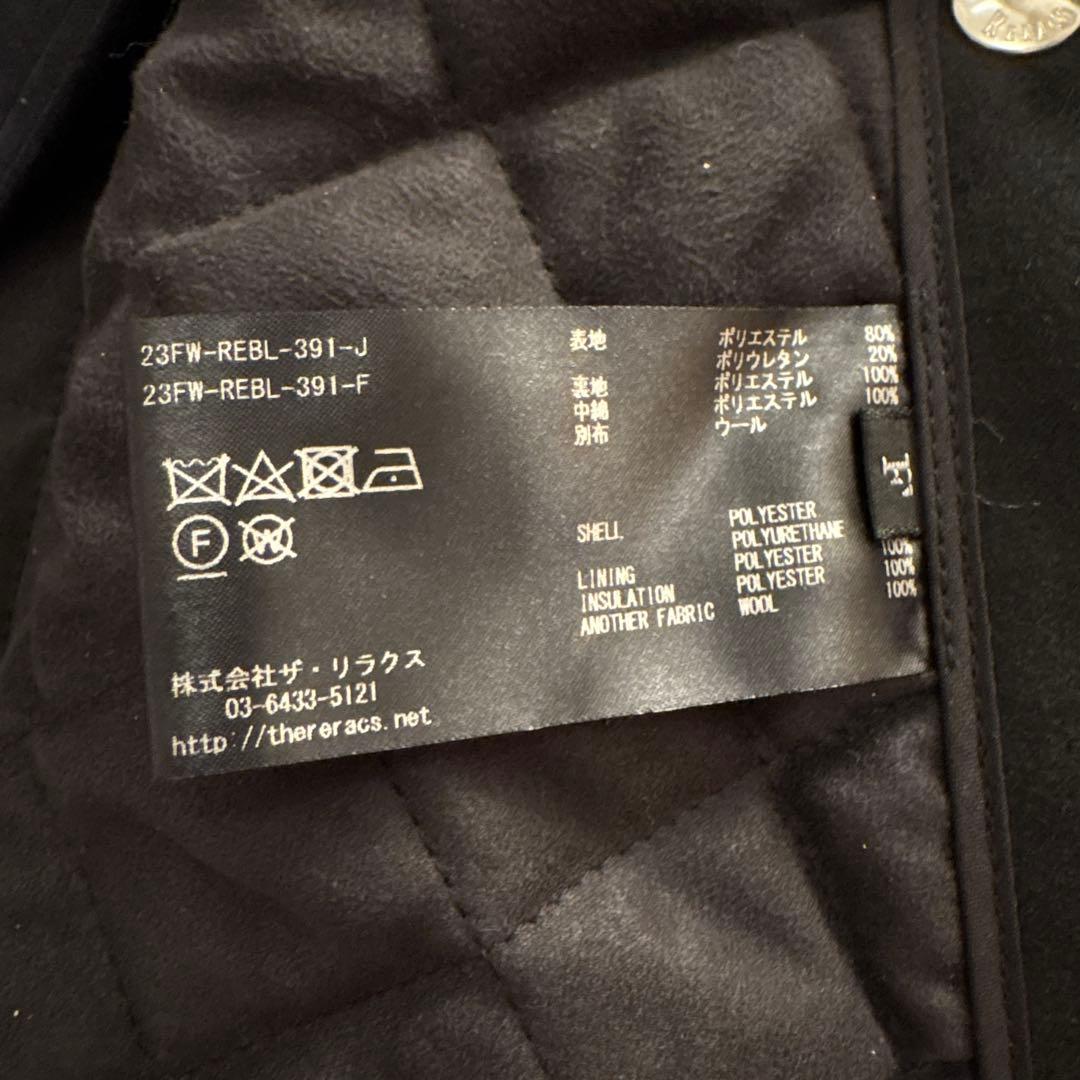 RERACS
23FW-REBL-391-J
23FW-REBL-391-F
F
W
株式会社ザ・リラクス
03-6433-5121
http://thereracs.net
表地 ポリエステル 80%
ポリウレタン 20%
裏地 ポリエステル 100%
中綿 ポリエステル 100%
別布 ウール
SHELL POLYESTER
POLYURETHANE
LINING POLYESTER 100%
INSULATION POLYESTER 100%
ANOTHER FABRIC WOOL 100%